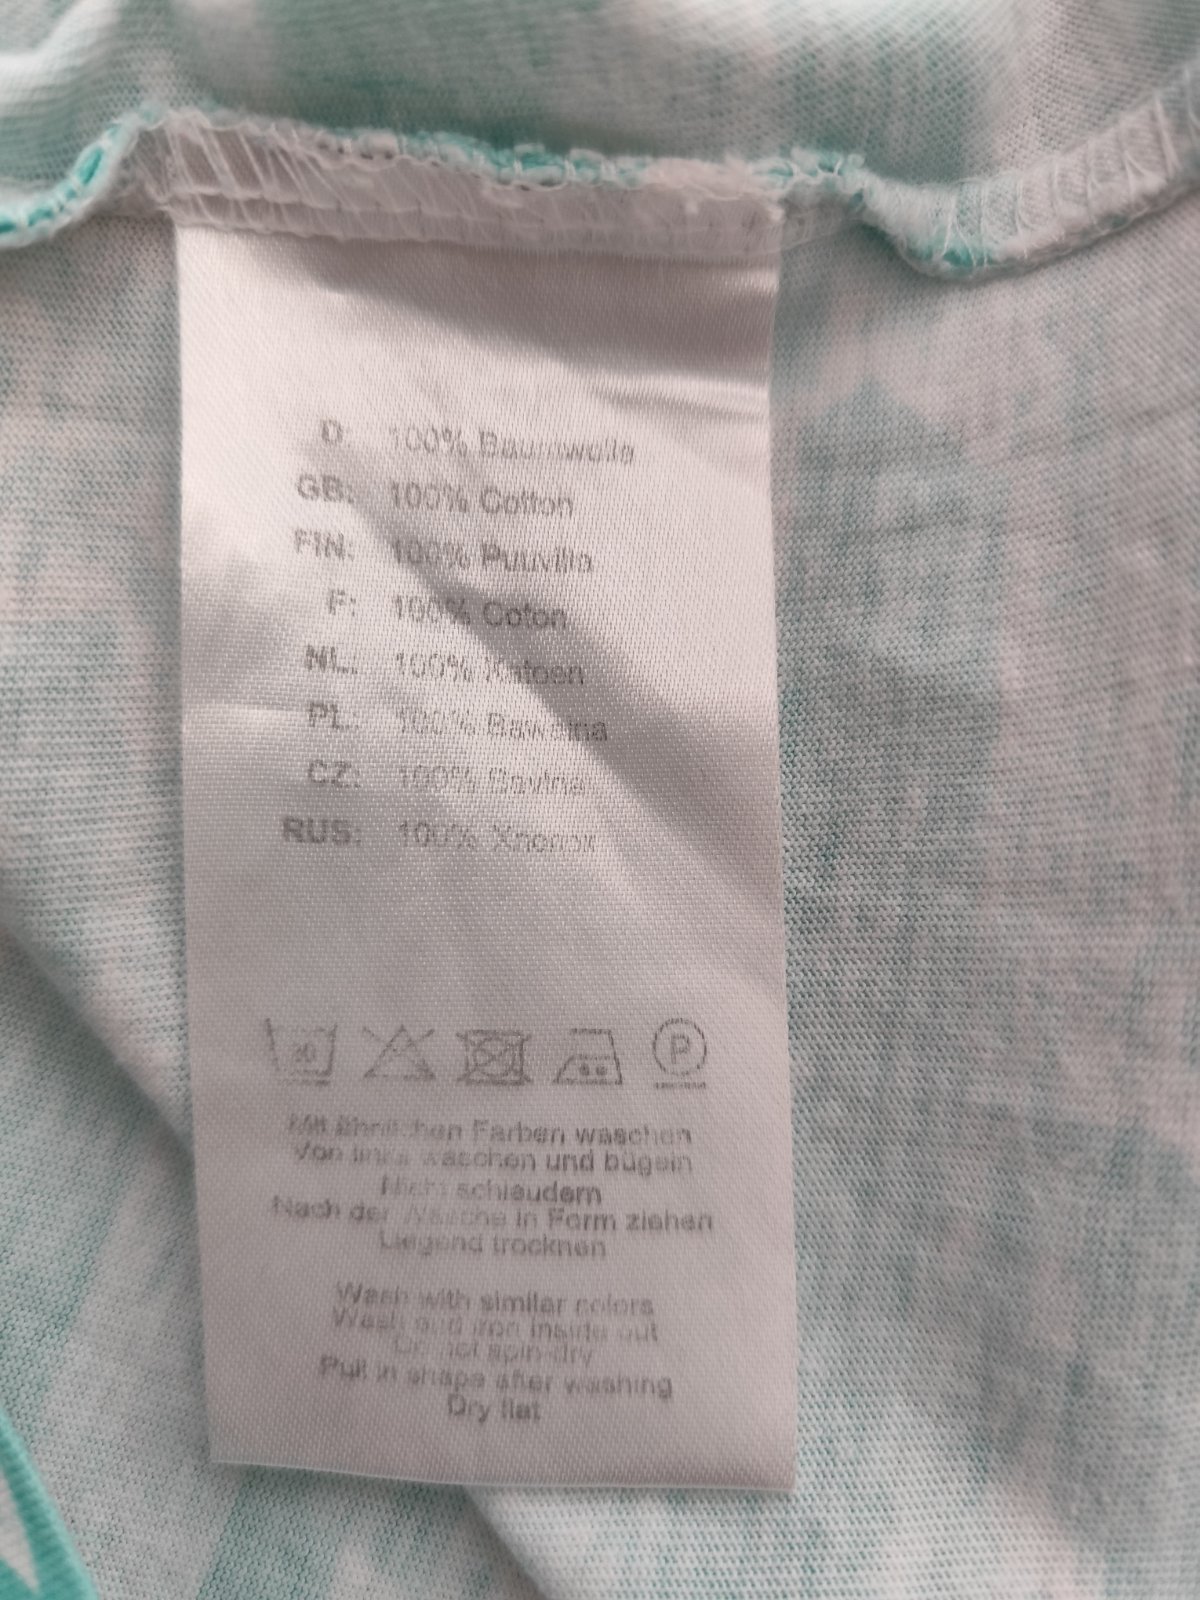 D: 100% Baumwolle
GB: 100% Cotton
FIN: 100% Puuvilla
F: 100% Coton
NL: 100% Katoen
PL: 100% Bawełna
CZ: 100% Bavlna
RUS: 100% Хлопок
30 P
Mit ähnlichen Farben waschen
Von links waschen und bügeln
Nicht schleudern
Nach der Wäsche in Form ziehen
Liegend trocknen
Wash with similar colors
Wash and iron inside out
Do not spin-dry
Pull in shape after washing
Dry flat